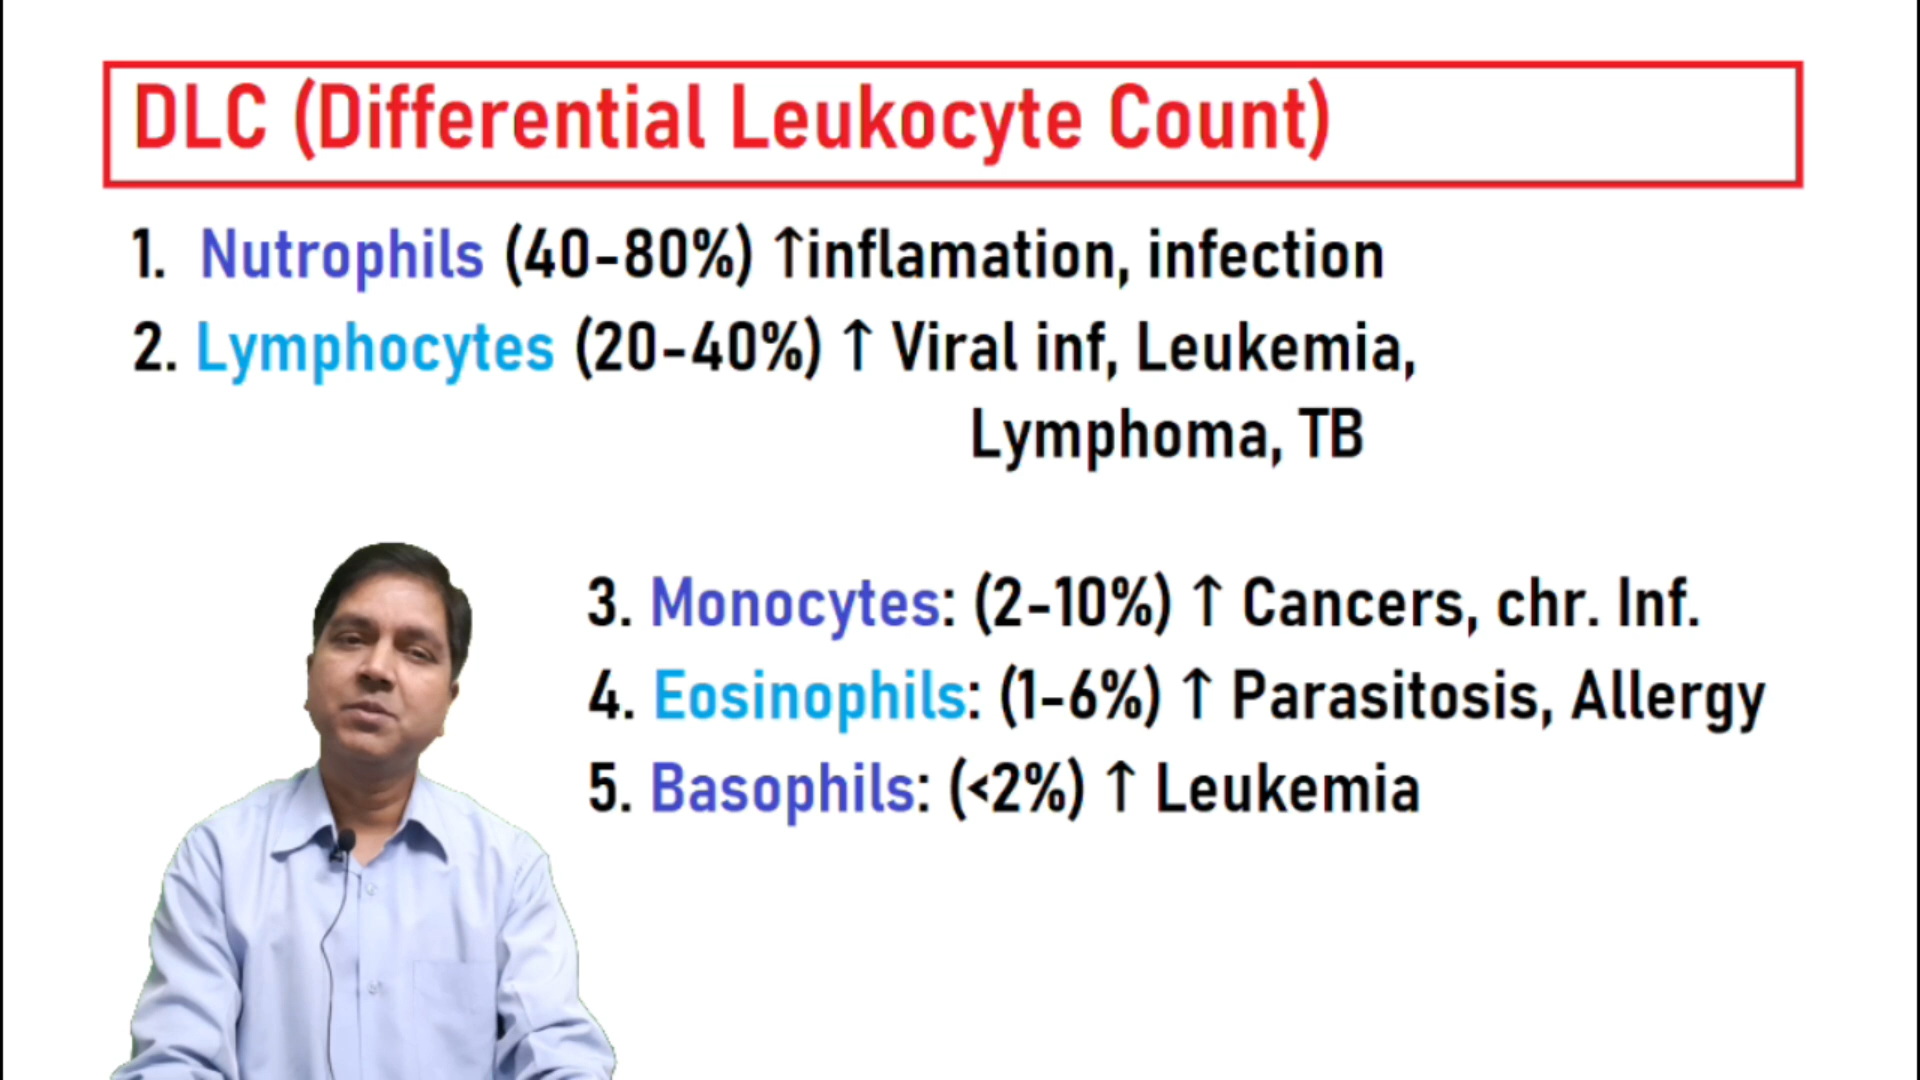 DLC (Differential Leukocyte Count)
1. Nutrophils (40-80%) ↑inflamation, infection
2. Lymphocytes (20-40%) ↑ Viral inf, Leukemia,
Lymphoma, TB
3. Monocytes: (2-10%) ↑ Cancers, chr. Inf.
4. Eosinophils: (1-6%) ↑ Parasitosis, Allergy
5. Basophils: (<2%) ↑ Leukemia